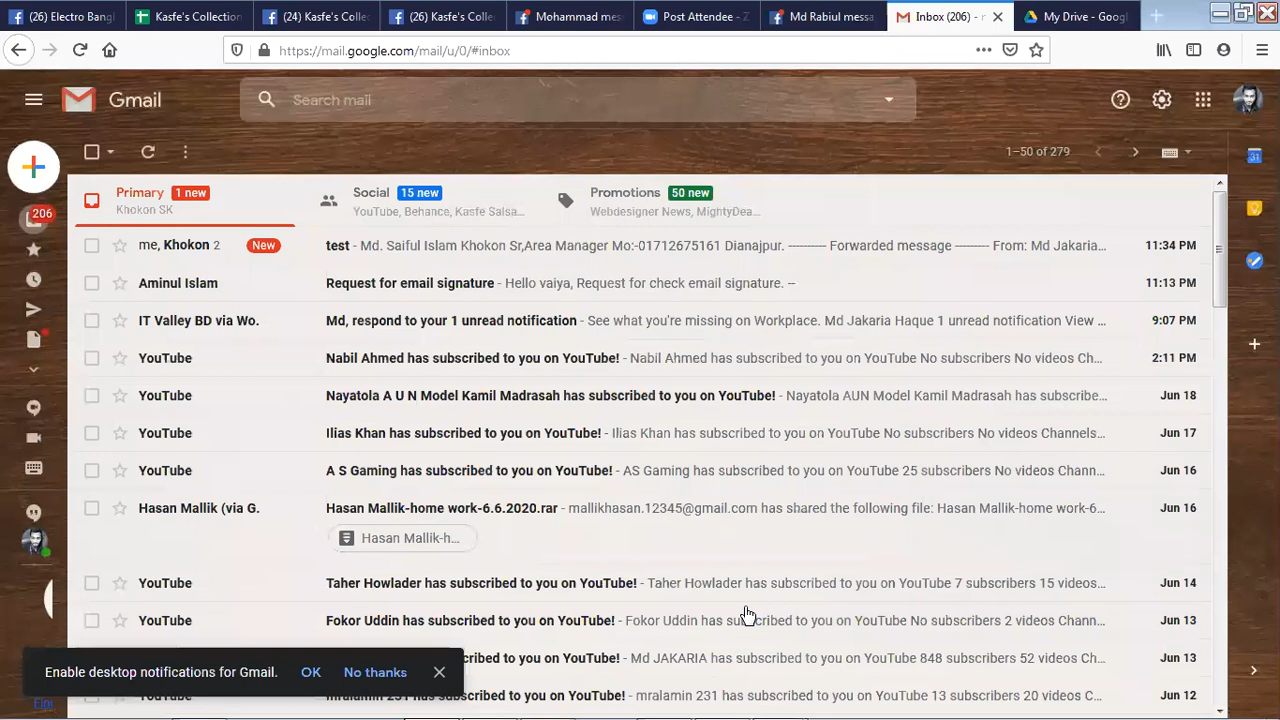 (26) Electro Bangl
Kasfe's Collection
(24) Kasfe's Colle
(26) Kasfe's Colle
Mohammad mes
Post Attendee - Z
Md Rabiul messa
Inbox (206) -
My Drive - Googl
https://mail.google.com/mail/u/0/#inbox
Gmail
Search mail
1–50 of 279
206
Primary 1 new
Khokon SK
Social 15 new
YouTube, Behance, Kasfe Salsa...
Promotions 50 new
Webdesigner News, MightyDea...
31
me, Khokon 2 New test - Md. Saiful Islam Khokon Sr,Area Manager Mo:-01712675161 Dianajpur. ---------- Forwarded message --------- From: Md Jakaria... 11:34 PM
Aminul Islam Request for email signature - Hello vaiya, Request for check email signature. -- 11:13 PM
IT Valley BD via Wo. Md, respond to your 1 unread notification - See what you're missing on Workplace. Md Jakaria Haque 1 unread notification View ... 9:07 PM
YouTube Nabil Ahmed has subscribed to you on YouTube! - Nabil Ahmed has subscribed to you on YouTube No subscribers No videos Ch... 2:11 PM
YouTube Nayatola A U N Model Kamil Madrasah has subscribed to you on YouTube! - Nayatola AUN Model Kamil Madrasah has subscribe... Jun 18
YouTube Ilias Khan has subscribed to you on YouTube! - Ilias Khan has subscribed to you on YouTube No subscribers No videos Channels... Jun 17
YouTube A S Gaming has subscribed to you on YouTube! - AS Gaming has subscribed to you on YouTube 25 subscribers No videos Chann... Jun 16
Hasan Mallik (via G. Hasan Mallik-home work-6.6.2020.rar - mallikhasan.12345@gmail.com has shared the following file: Hasan Mallik-home work-6... Jun 16
Hasan Mallik-h...
YouTube Taher Howlader has subscribed to you on YouTube! - Taher Howlader has subscribed to you on YouTube 7 subscribers 15 videos... Jun 14
YouTube Fokor Uddin has subscribed to you on YouTube! - Fokor Uddin has subscribed to you on YouTube No subscribers 2 videos Chann... Jun 13
cribed to you on YouTube! - Md JAKARIA has subscribed to you on YouTube 848 subscribers 52 videos Ch... Jun 13
Enable desktop notifications for Gmail. OK No thanks
mralamin 231 has subscribed to you on YouTube! - mralamin 231 has subscribed to you on YouTube 13 subscribers 20 videos C... Jun 12